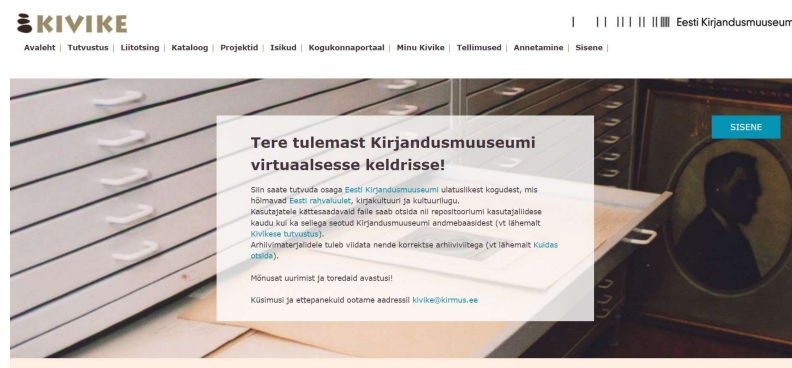 KIVIKE
Eesti Kirjandusmuuseum
Avaleht | Tutvustus | Liitotsing | Kataloog | Projektid | Isikud | Kogukonnaportaal | Minu Kivike | Tellimused | Annetamine | Sisene |
SISENE
Tere tulemast Kirjandusmuuseumi
virtuaalsesse keldrisse!
Siin saate tutvuda osaga Eesti Kirjandusmuuseumi ulatuslikest kogudest, mis
hõlmavad Eesti rahvaluulet, kirjakultuuri ja kultuurilugu.
Kasutajatele kättesaadavaid faile saab otsida nii repositooriumi kasutajaliidese
kaudu kui ka sellega seotud Kirjandusmuuseumi andmebaasidest (vt lähemalt
Kivikese tutvustus).
Arhiivimaterjalidele tuleb viidata nende korrektse arhiiviviitega (vt lähemalt Kuidas
otsida).
Mõnusat uurimist ja toredaid avastusi!
Küsimusi ja ettepanekuid ootame aadressil kivike@kirmus.ee